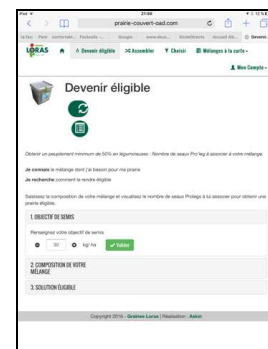 21:48
prairie-couvert-oad.com
LORAS
Devenir éligible
Assembler
Choisir
Mélanges à la carte
Mon Compte
Devenir éligible
Obtenir un peuplement minimum de 50% en légumineuses : Nombre de seaux Pro'leg à associer à votre mélange.
Je connais le mélange dont j'ai besoin pour ma prairie
Je recherche comment la rendre éligible
Saisissez la composition de votre mélange et visualisez le nombre de seaux Prolegs à lui associer pour obtenir une
prairie éligible.
1. OBJECTIF DE SEMIS
Renseignez votre objectif de semis
30
kg/ ha
Valider
2. COMPOSITION DE VOTRE
MÉLANGE
3. SOLUTION ÉLIGIBLE
Copyright 2016 - Graines Loras | Réalisation : Askin